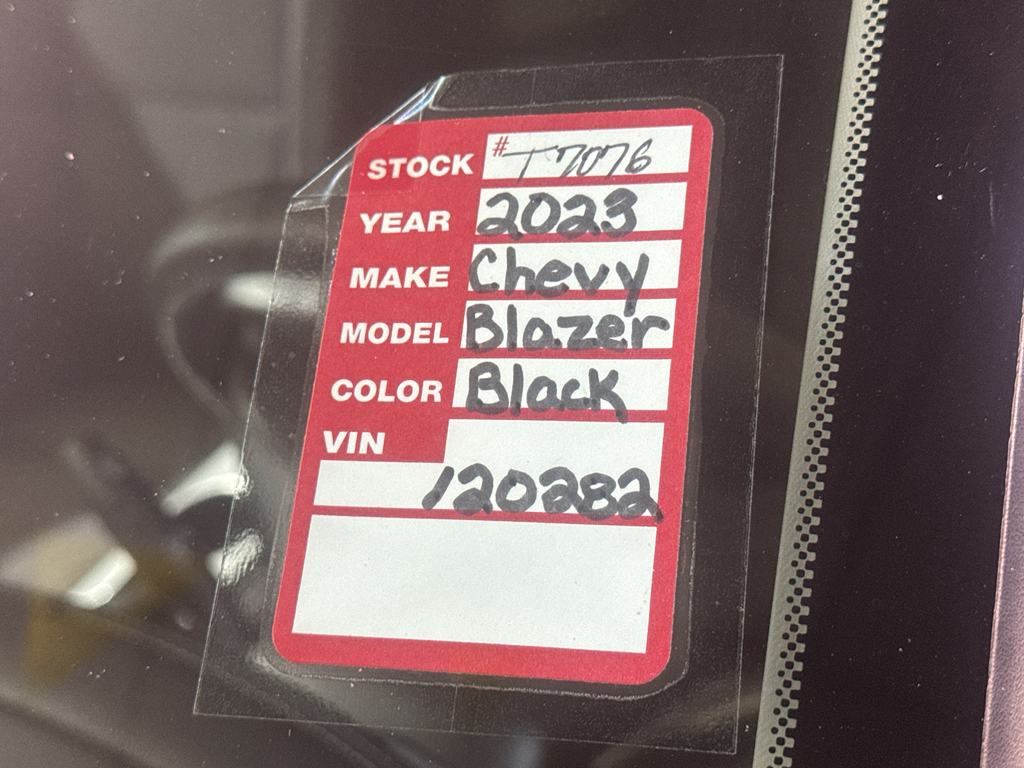 STOCK #T7076
YEAR 2023
MAKE Chevy
MODEL Blazer
COLOR Black
VIN
120282